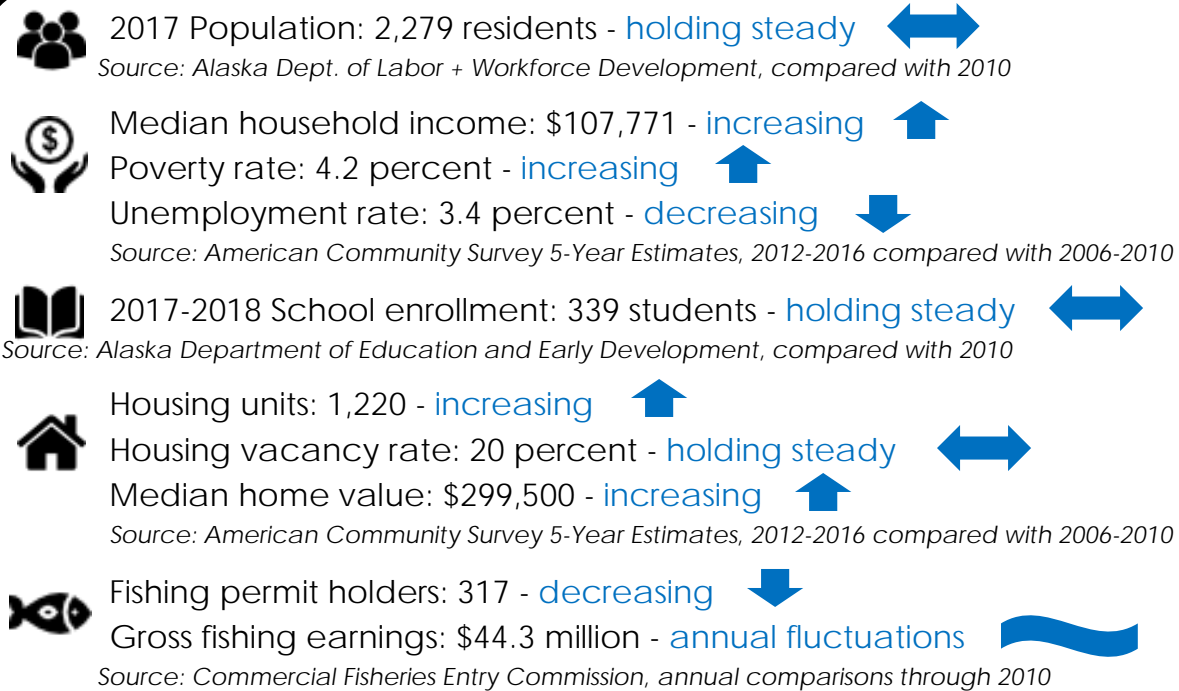 2017 Population: 2,279 residents - holding steady
Source: Alaska Dept. of Labor + Workforce Development, compared with 2010
$
Median household income: $107,771 - increasing
Poverty rate: 4.2 percent - increasing
Unemployment rate: 3.4 percent - decreasing
Source: American Community Survey 5-Year Estimates, 2012-2016 compared with 2006-2010
2017-2018 School enrollment: 339 students - holding steady
Source: Alaska Department of Education and Early Development, compared with 2010
Housing units: 1,220 - increasing
Housing vacancy rate: 20 percent - holding steady
Median home value: $299,500 - increasing
Source: American Community Survey 5-Year Estimates, 2012-2016 compared with 2006-2010
Fishing permit holders: 317 - decreasing
Gross fishing earnings: $44.3 million - annual fluctuations
Source: Commercial Fisheries Entry Commission, annual comparisons through 2010